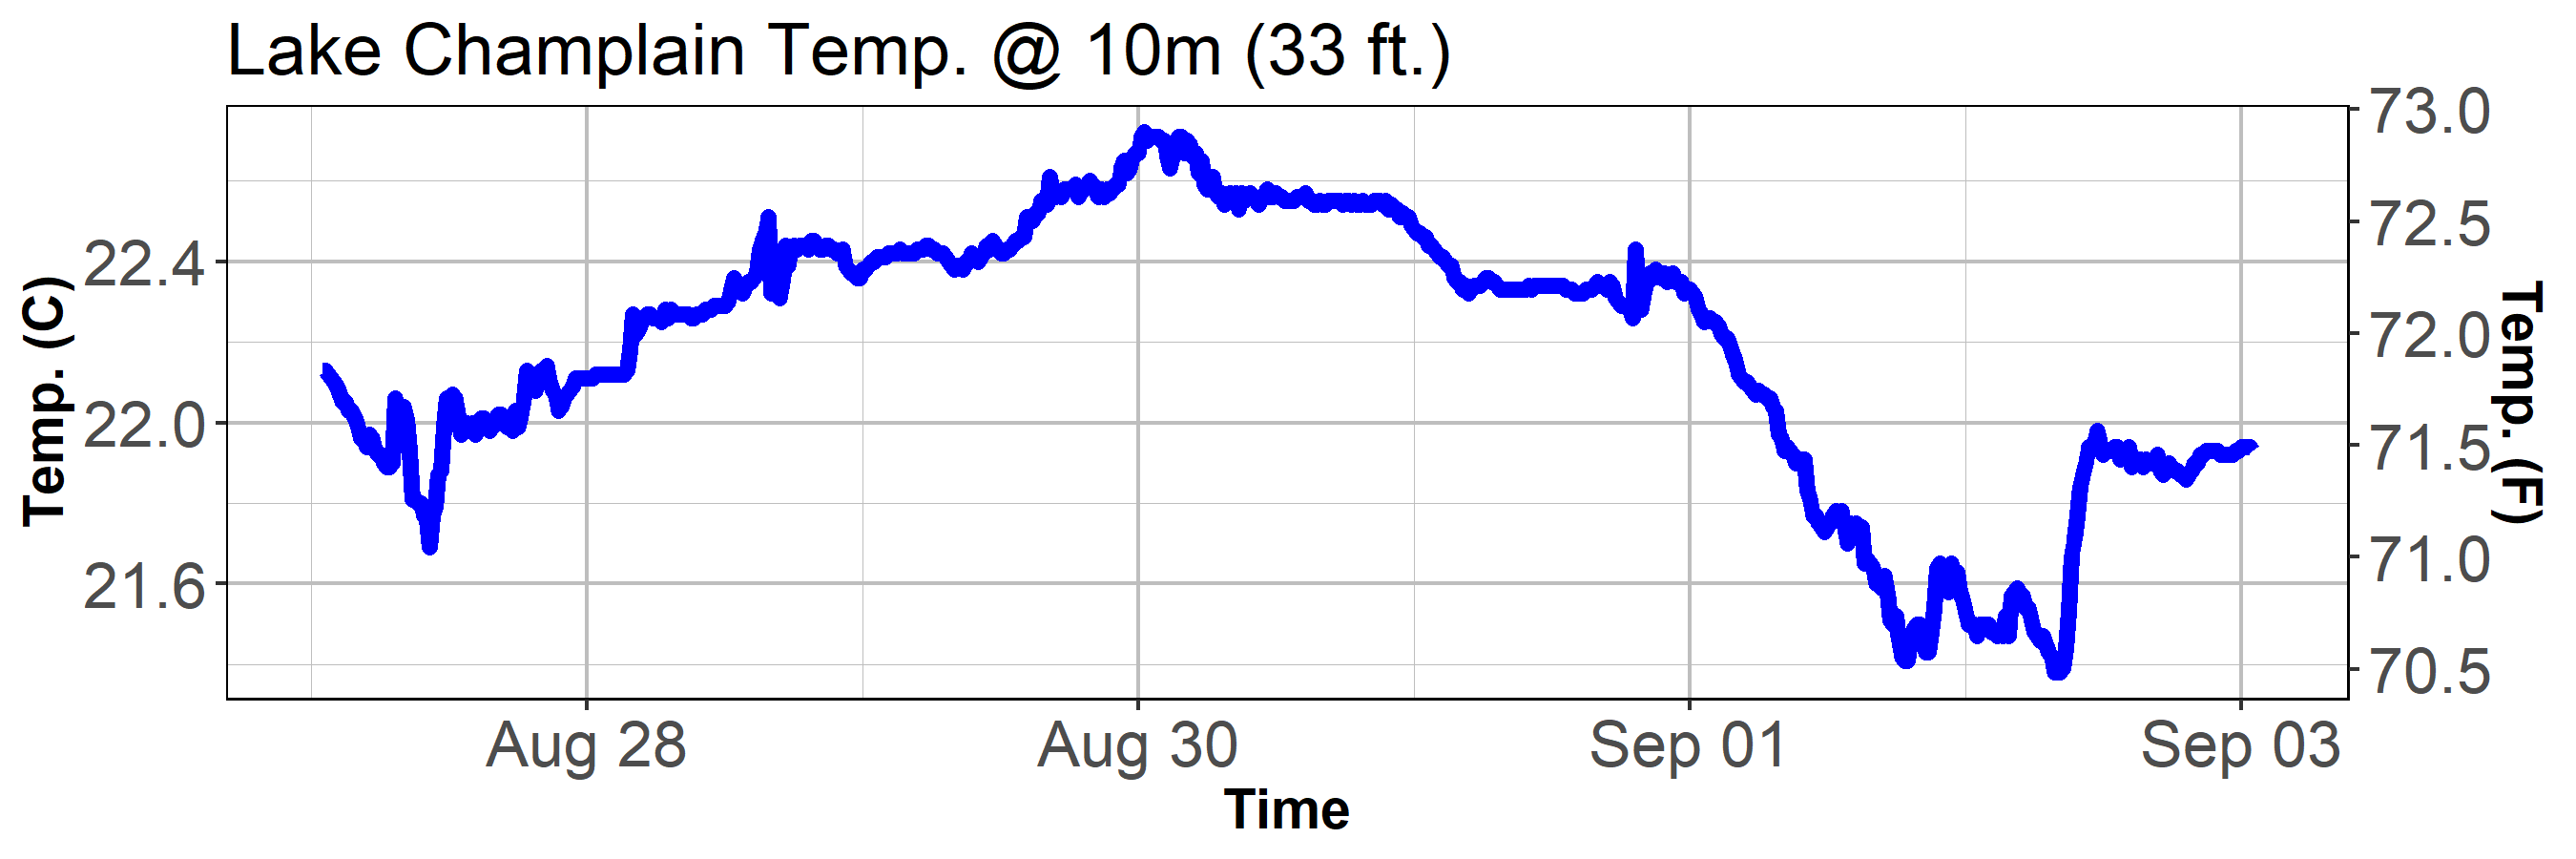 Lake Champlain Temp. @ 10m (33 ft.)
Temp. (C)
22.4
22.0
21.6
73.0
72.5
72.0
71.5
71.0
70.5
Temp. (F)
Aug 28
Aug 30
Sep 01
Sep 03
Time